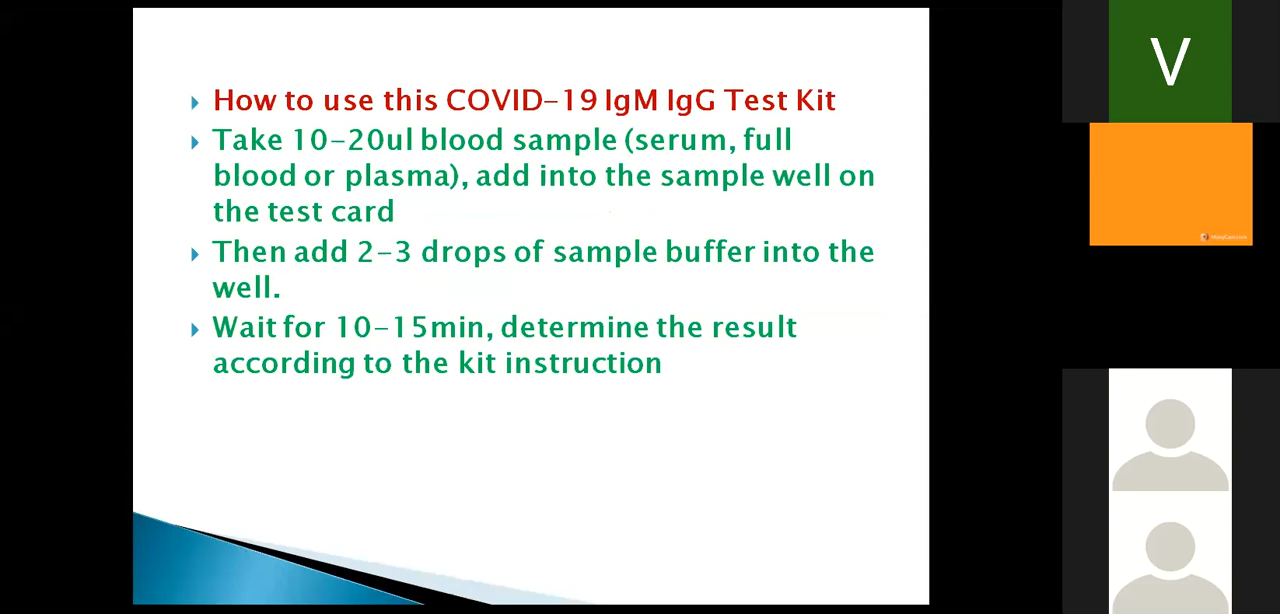 How to use this COVID-19 IgM IgG Test Kit
Take 10-20ul blood sample (serum, full
blood or plasma), add into the sample well on
the test card
Then add 2-3 drops of sample buffer into the
well.
Wait for 10-15min, determine the result
according to the kit instruction
V
ManyCam.com